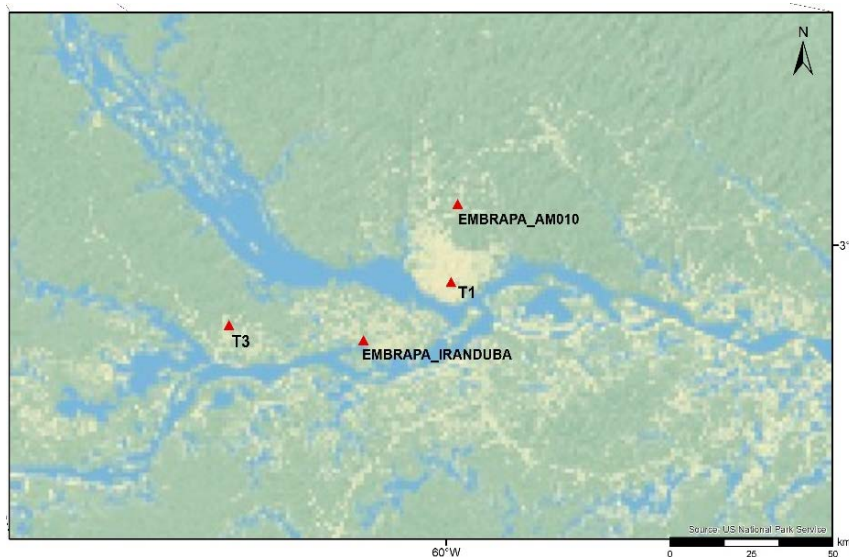 N
EMBRAPA_AM010
3°
T1
T3
EMBRAPA_IRANDUBA
Source: US National Park Service
km
0 25 50
60°W